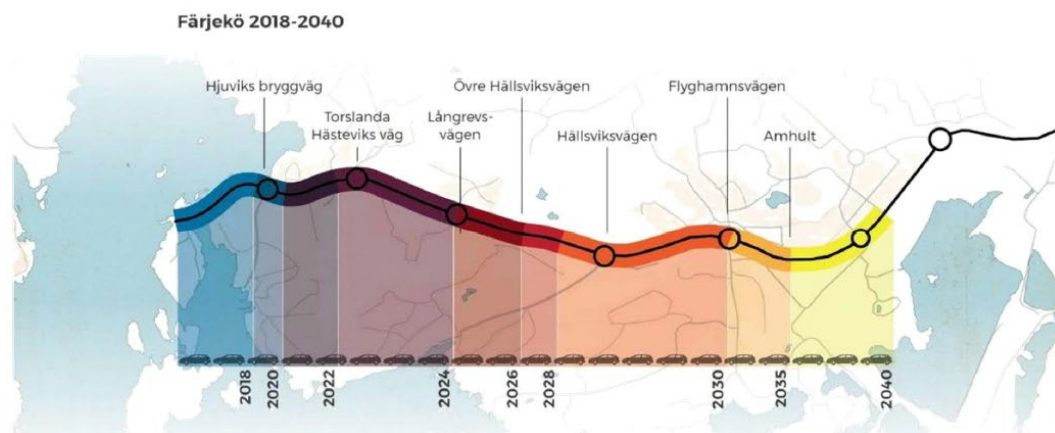 Färjekö 2018-2040
Hjuviks bryggväg
Övre Hällsviksvägen
Flyghamnsvägen
Torslanda
Hästeviks väg
Långrevs-
vägen
Hällsviksvägen
Amhult
2018
2020
2022
2024
2026
2028
2030
2035
2040